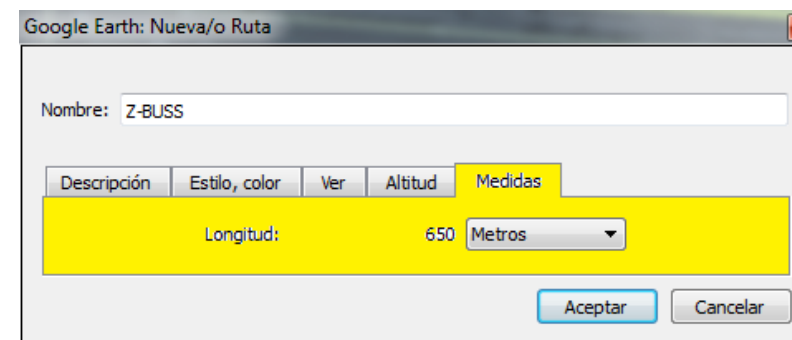 Google Earth: Nueva/o Ruta
Nombre: Z-BUSS
Descripción Estilo, color Ver Altitud Medidas
Longitud: 650 Metros
Aceptar Cancelar